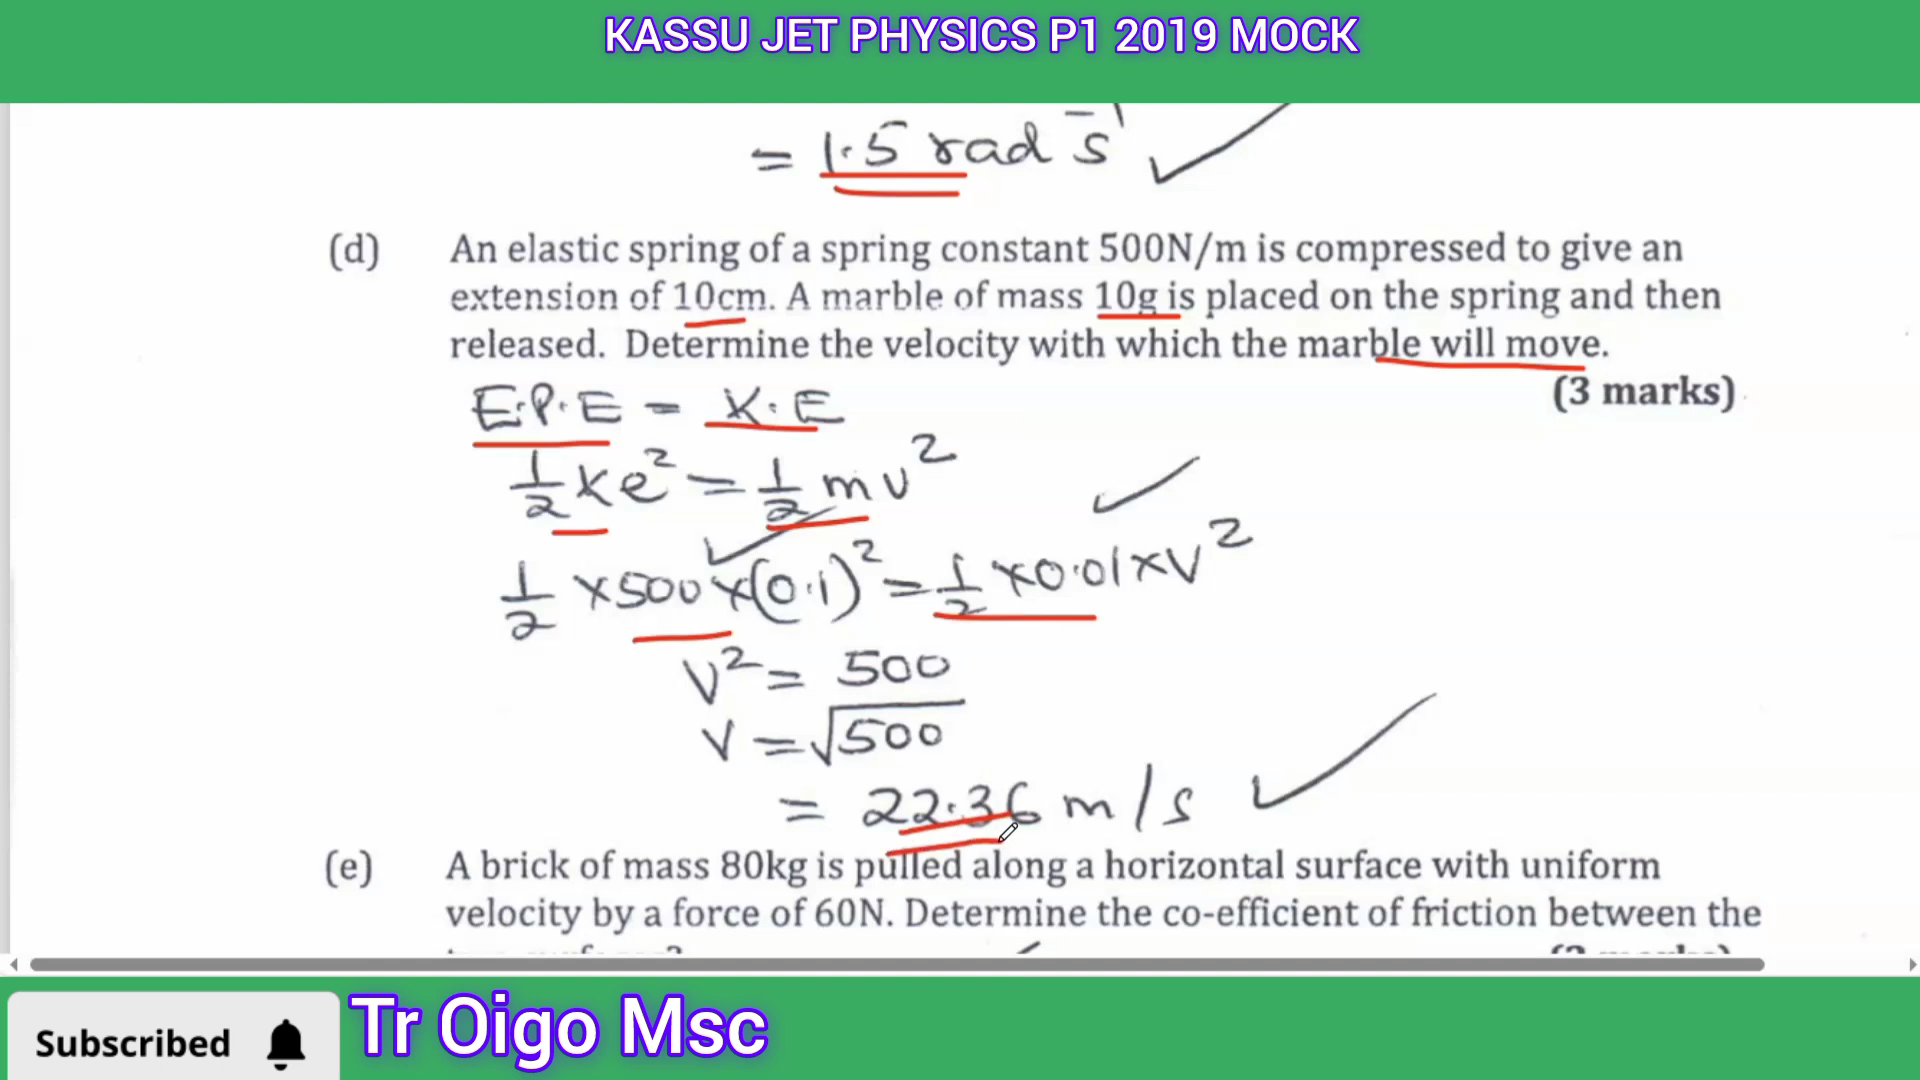 KASSU JET PHYSICS P1 2019 MOCK
= 1.5 rad s⁻¹
(d) An elastic spring of a spring constant 500N/m is compressed to give an
extension of 10cm. A marble of mass 10g is placed on the spring and then
released. Determine the velocity with which the marble will move.
(3 marks)
E.P.E = K.E
½ke² = ½mv²
½ ×500×(0.1)² = ½ ×0.01×V²
V² = 500
V = √500
= 22.36 m/s
(e) A brick of mass 80kg is pulled along a horizontal surface with uniform
velocity by a force of 60N. Determine the co-efficient of friction between the
Subscribed
Tr Oigo Msc